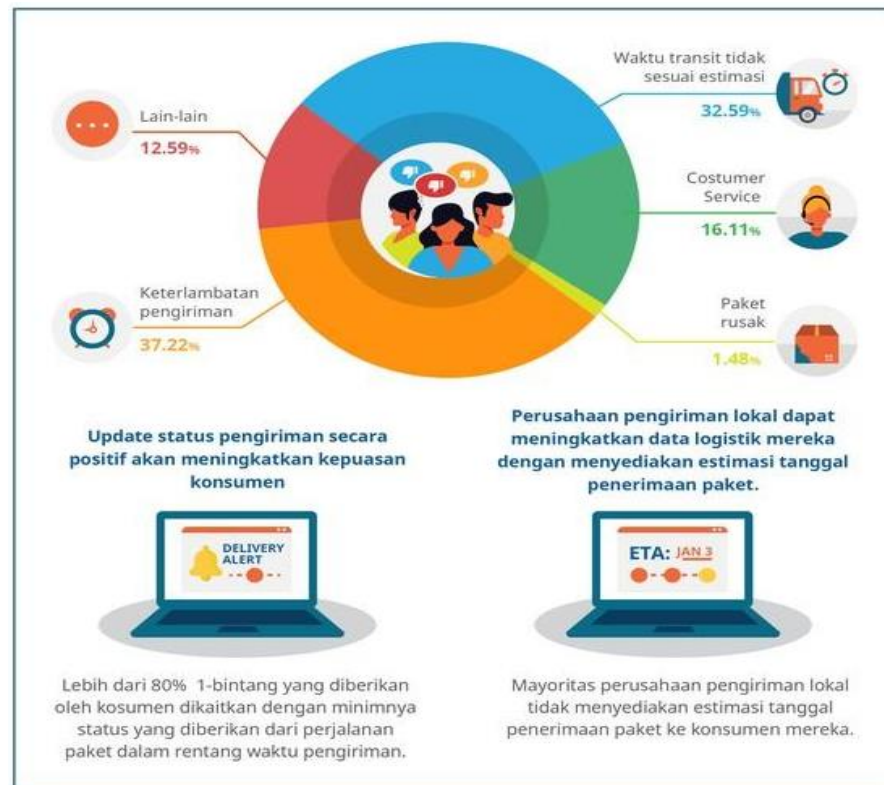 Waktu transit tidak
sesuai estimasi
32.59%
Lain-lain
12.59%
Costumer
Service
16.11%
Keterlambatan
pengiriman
37.22%
Paket
rusak
1.48%
Update status pengiriman secara
positif akan meningkatkan kepuasan
konsumen
Perusahaan pengiriman lokal dapat
meningkatkan data logistik mereka
dengan menyediakan estimasi tanggal
penerimaan paket.
DELIVERY
ALERT
ETA: JAN 3
Lebih dari 80% 1-bintang yang diberikan
oleh kosumen dikaitkan dengan minimnya
status yang diberikan dari perjalanan
paket dalam rentang waktu pengiriman.
Mayoritas perusahaan pengiriman lokal
tidak menyediakan estimasi tanggal
penerimaan paket ke konsumen mereka.